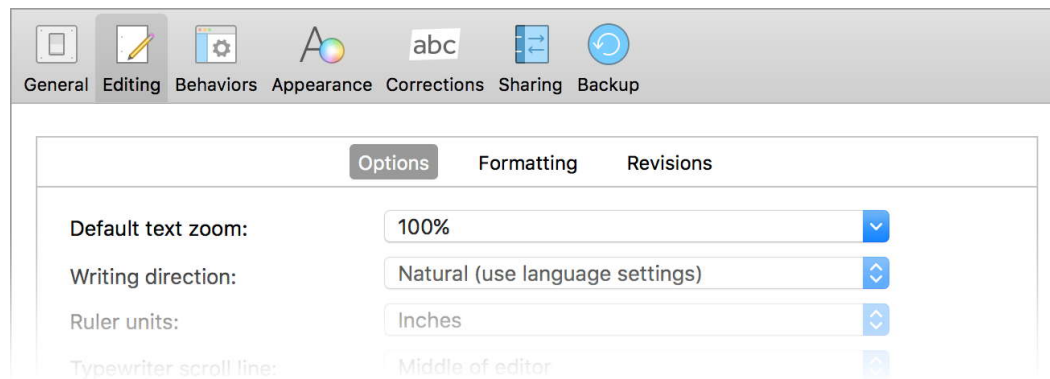 abc
General Editing Behaviors Appearance Corrections Sharing Backup
Options Formatting Revisions
Default text zoom: 100%
Writing direction: Natural (use language settings)
Ruler units: Inches
Typewriter scroll line: Middle of editor